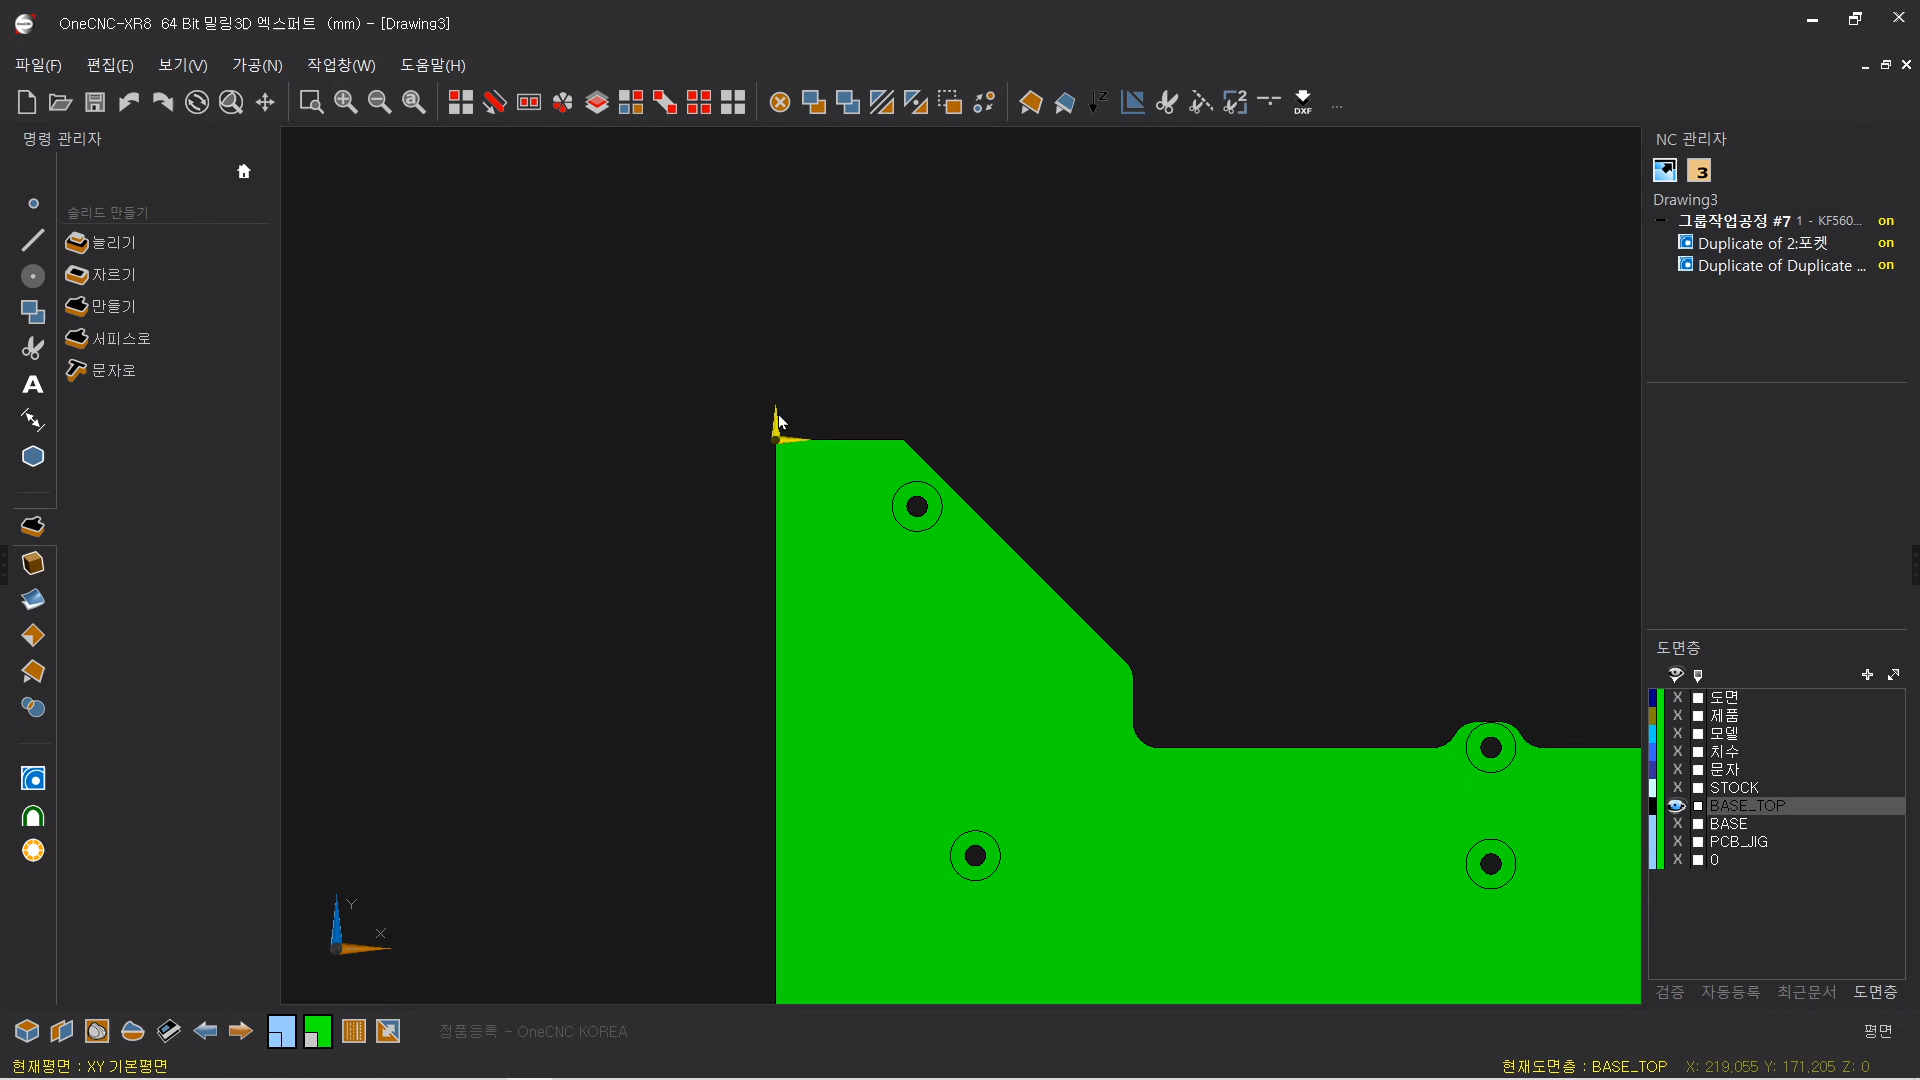 OneCNC-XR8 64 Bit 밀링3D 엑스퍼트 (mm) - [Drawing3]
파일(F) 편집(E) 보기(V) 가공(N) 작업창(W) 도움말(H)
Z 2 DXF ...
명령 관리자
NC 관리자
3
솔리드 만들기
Drawing3
그룹작업공정 #7 1 - KF560... on
늘리기
Duplicate of 2:포켓 on
자르기
Duplicate of Duplicate ... on
만들기
서피스로
문자로
A
도면층
X 도면
X 제품
X 모델
X 치수
X 문자
X STOCK
BASE_TOP
X BASE
X PCB_JIG
X 0
Y
X
검증 자동등록 최근문서 도면층
정품등록 - OneCNC KOREA
평면
현재평면 : XY 기본평면
현재도면층 : BASE_TOP X: 219,055 Y: 171,205 Z: 0